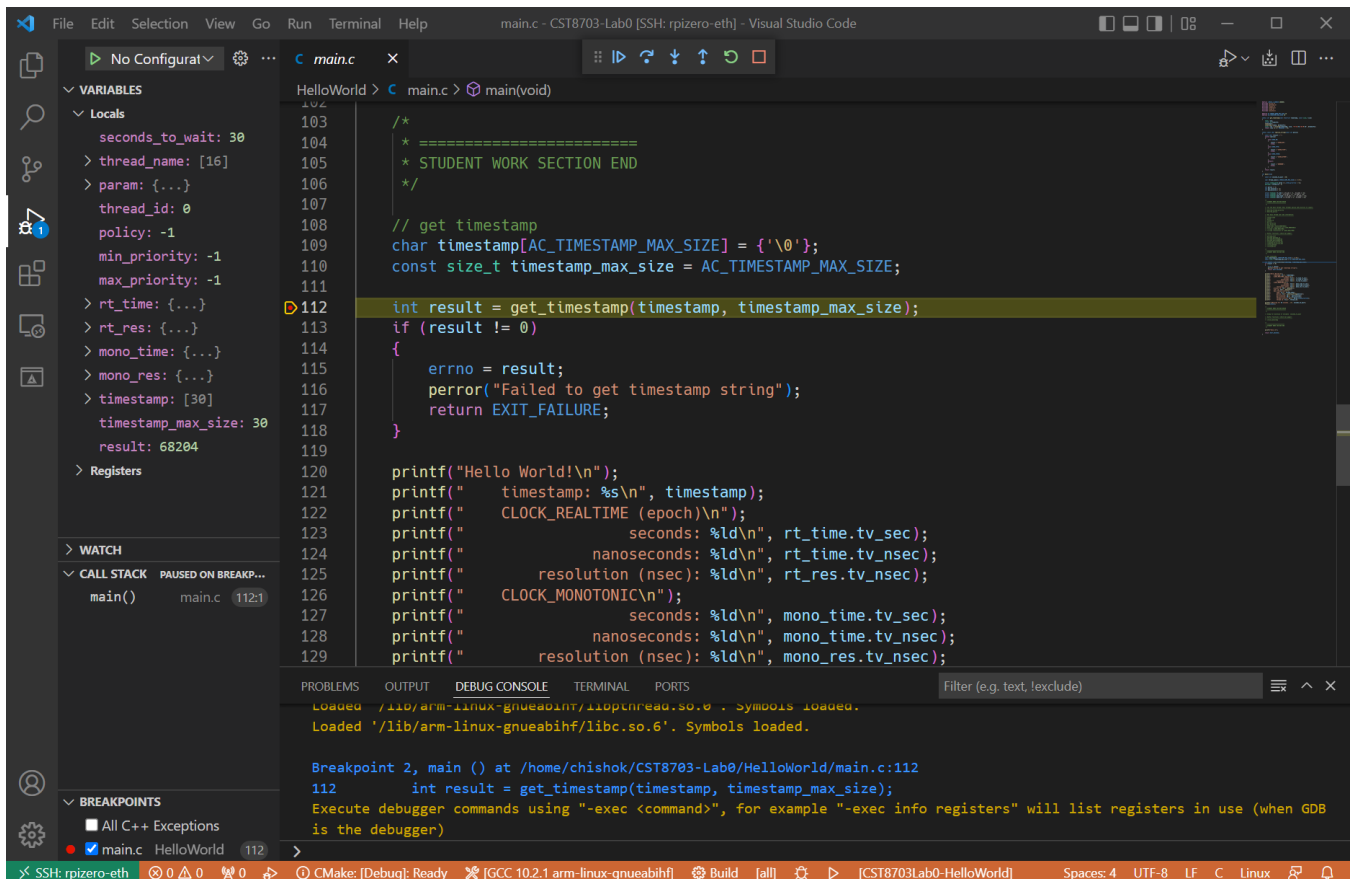 File Edit Selection View Go Run Terminal Help main.c - CST8703-Lab0 [SSH: rpizero-eth] - Visual Studio Code
No Configurat
VARIABLES
Locals
seconds_to_wait: 30
thread_name: [16]
param: {...}
thread_id: 0
policy: -1
min_priority: -1
max_priority: -1
rt_time: {...}
rt_res: {...}
mono_time: {...}
mono_res: {...}
timestamp: [30]
timestamp_max_size: 30
result: 68204
Registers
WATCH
CALL STACK PAUSED ON BREAKP...
main() main.c 112:1
BREAKPOINTS
All C++ Exceptions
main.c HelloWorld 112
1
C main.c
HelloWorld > C main.c > main(void)
102
103 /*
104 * ========================
105 * STUDENT WORK SECTION END
106 */
107
108 // get timestamp
109 char timestamp[AC_TIMESTAMP_MAX_SIZE] = {'\0'};
110 const size_t timestamp_max_size = AC_TIMESTAMP_MAX_SIZE;
111
112 int result = get_timestamp(timestamp, timestamp_max_size);
113 if (result != 0)
114 {
115 errno = result;
116 perror("Failed to get timestamp string");
117 return EXIT_FAILURE;
118 }
119
120 printf("Hello World!\n");
121 printf("    timestamp: %s\n", timestamp);
122 printf("    CLOCK_REALTIME (epoch)\n");
123 printf("                  seconds: %ld\n", rt_time.tv_sec);
124 printf("              nanoseconds: %ld\n", rt_time.tv_nsec);
125 printf("        resolution (nsec): %ld\n", rt_res.tv_nsec);
126 printf("    CLOCK_MONOTONIC\n");
127 printf("                  seconds: %ld\n", mono_time.tv_sec);
128 printf("              nanoseconds: %ld\n", mono_time.tv_nsec);
129 printf("        resolution (nsec): %ld\n", mono_res.tv_nsec);
PROBLEMS OUTPUT DEBUG CONSOLE TERMINAL PORTS Filter (e.g. text, !exclude)
Loaded '/lib/arm-linux-gnueabihf/libpthread.so.0'. Symbols loaded.
Loaded '/lib/arm-linux-gnueabihf/libc.so.6'. Symbols loaded.
Breakpoint 2, main () at /home/chishok/CST8703-Lab0/HelloWorld/main.c:112
112 int result = get_timestamp(timestamp, timestamp_max_size);
Execute debugger commands using "-exec <command>", for example "-exec info registers" will list registers in use (when GDB
is the debugger)
>
SSH: rpizero-eth 0 0 0 CMake: [Debug]: Ready [GCC 10.2.1 arm-linux-gnueabihf] Build [all] [CST8703Lab0-HelloWorld] Spaces: 4 UTF-8 LF C Linux